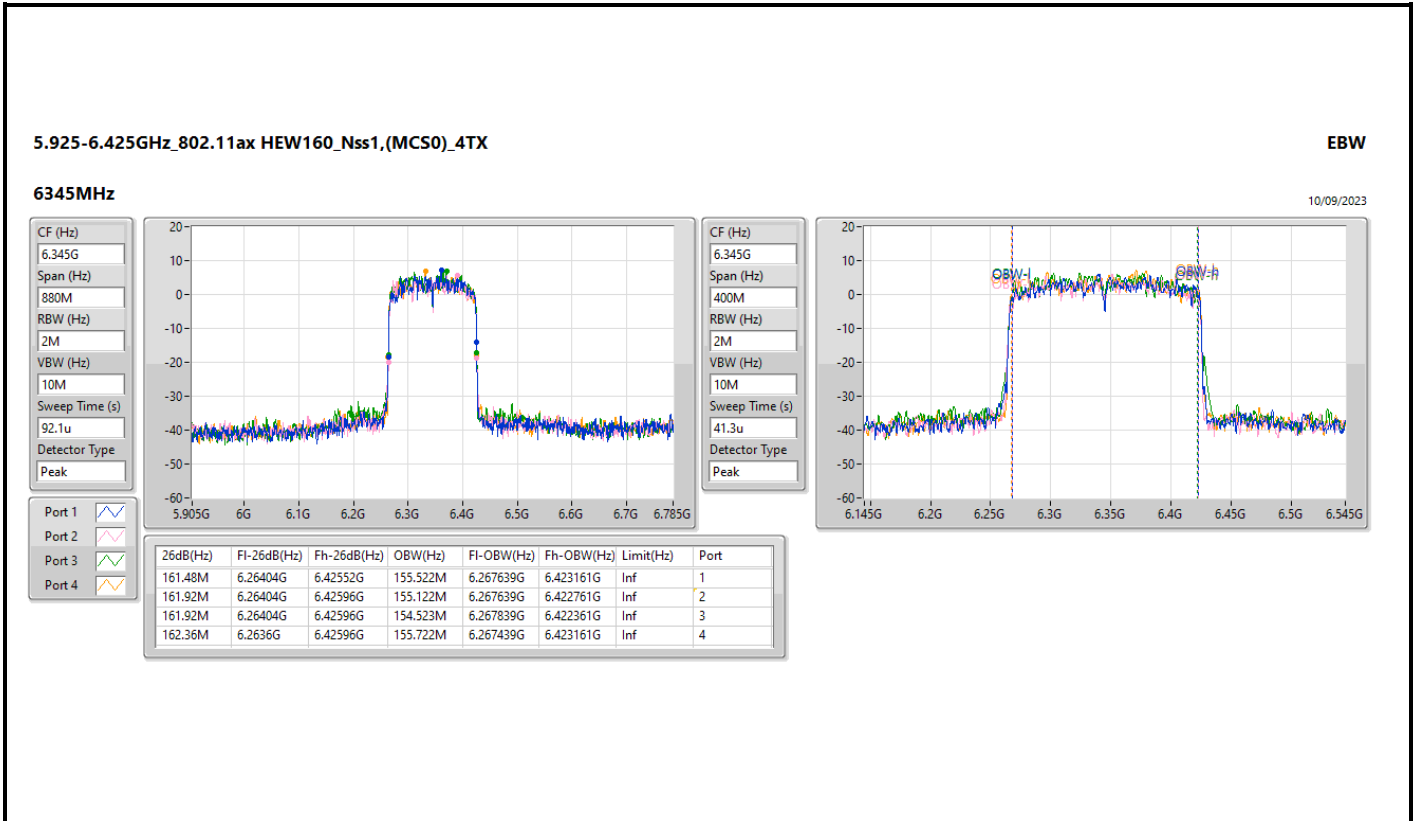 5.925-6.425GHz_802.11ax HEW160_Nss1,(MCS0)_4TX
EBW
6345MHz
10/09/2023
CF (Hz)
6.345G
Span (Hz)
880M
RBW (Hz)
2M
VBW (Hz)
10M
Sweep Time (s)
92.1u
Detector Type
Peak
20
10
0
-10
-20
-30
-40
-50
-60
5.905G 6G 6.1G 6.2G 6.3G 6.4G 6.5G 6.6G 6.7G 6.785G
CF (Hz)
6.345G
Span (Hz)
400M
RBW (Hz)
2M
VBW (Hz)
10M
Sweep Time (s)
41.3u
Detector Type
Peak
20
10
0
-10
-20
-30
-40
-50
-60
OBW-l OBW-h
6.145G 6.2G 6.25G 6.3G 6.35G 6.4G 6.45G 6.5G 6.545G
Port 1
Port 2
Port 3
Port 4
26dB(Hz) Fl-26dB(Hz) Fh-26dB(Hz) OBW(Hz) Fl-OBW(Hz) Fh-OBW(Hz) Limit(Hz) Port
161.48M 6.26404G 6.42552G 155.522M 6.267639G 6.423161G Inf 1
161.92M 6.26404G 6.42596G 155.122M 6.267639G 6.422761G Inf 2
161.92M 6.26404G 6.42596G 154.523M 6.267839G 6.422361G Inf 3
162.36M 6.2636G 6.42596G 155.722M 6.267439G 6.423161G Inf 4